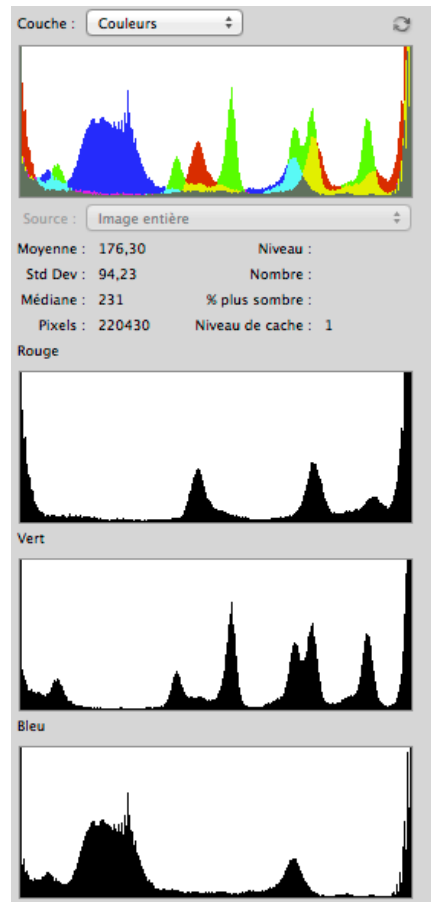 Couche : Couleurs
Source : Image entière
Moyenne : 176,30 Niveau :
Std Dev : 94,23 Nombre :
Médiane : 231 % plus sombre :
Pixels : 220430 Niveau de cache : 1
Rouge
Vert
Bleu